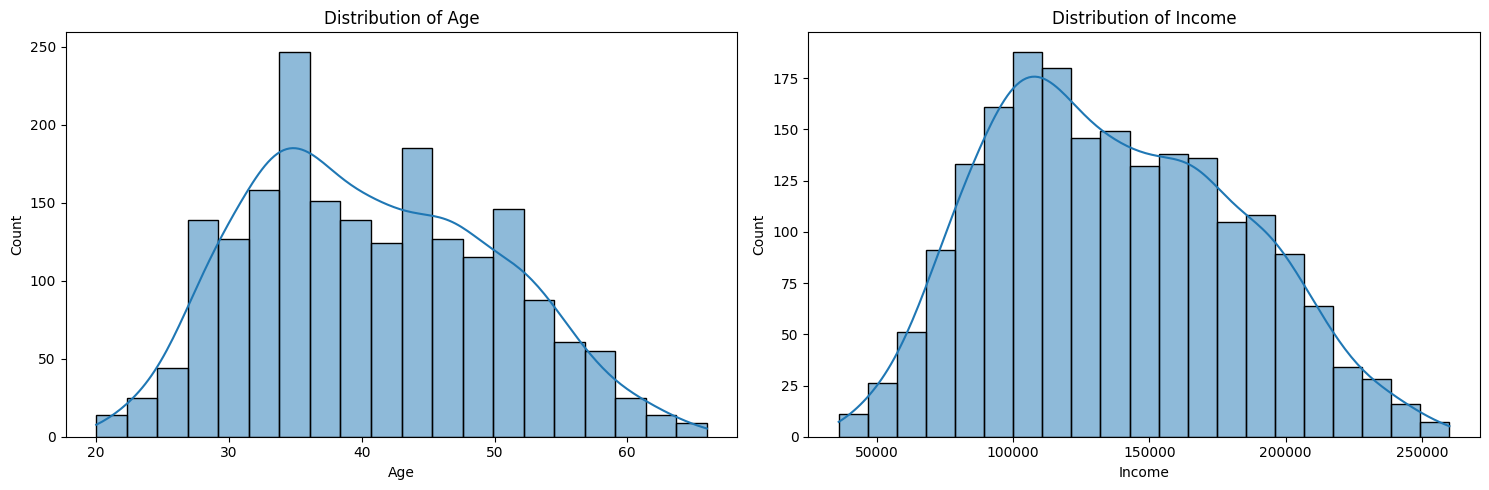 Distribution of Age
250
200
150
100
50
0
Count
20 30 40 50 60
Age
Distribution of Income
175
150
125
100
75
50
25
0
Count
50000 100000 150000 200000 250000
Income